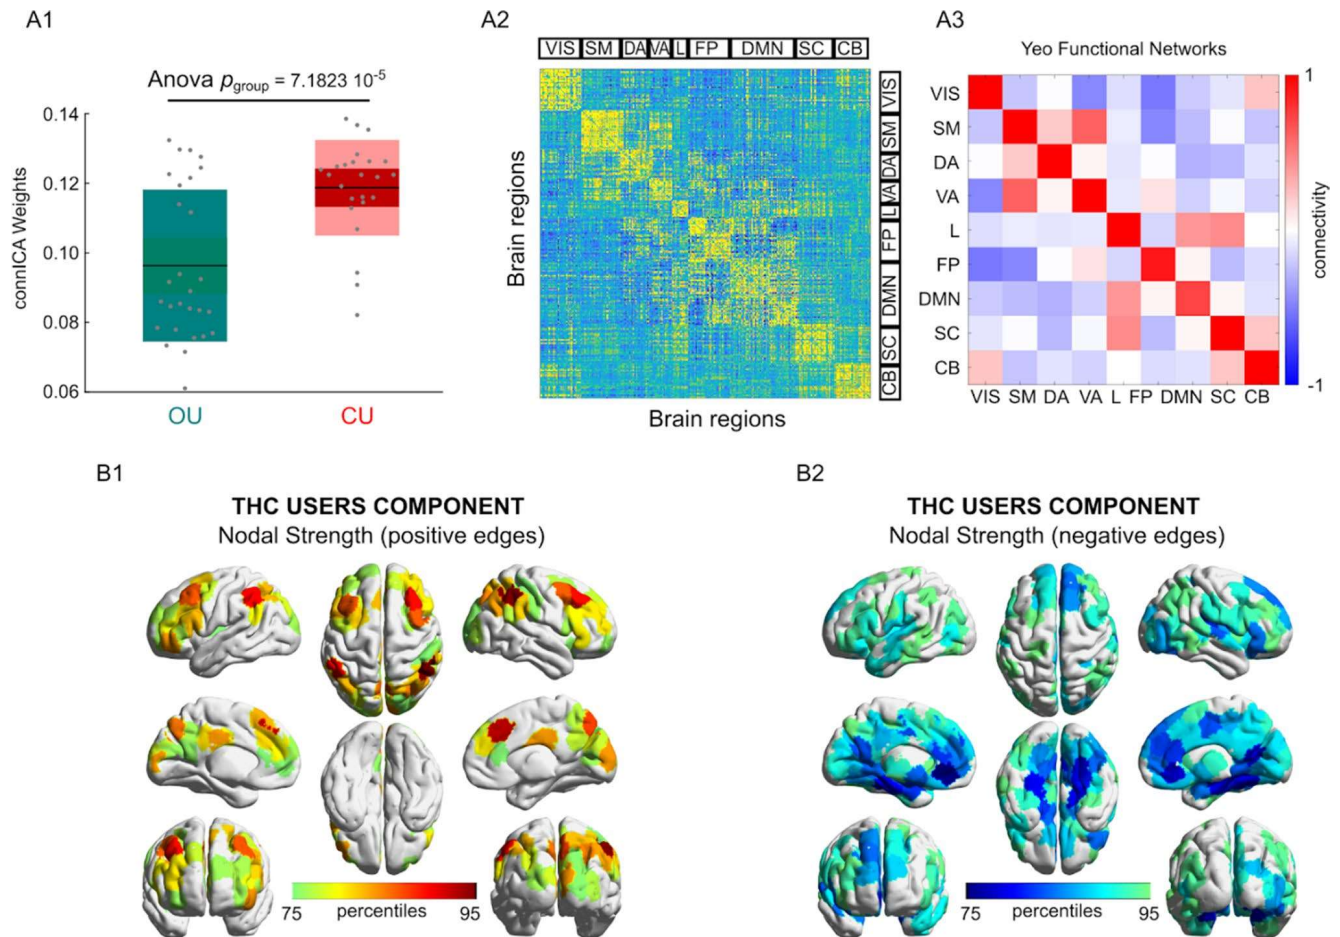 A1
Anova pgroup = 7.1823 10-5
0.14
0.12
0.10
0.08
0.06
connICA Weights
OU
CU
A2
VIS SM DA VA L FP DMN SC CB
Brain regions
VIS
SM
DA
VA
L
FP
DMN
SC
CB
Brain regions
A3
Yeo Functional Networks
VIS
SM
DA
VA
L
FP
DMN
SC
CB
VIS SM DA VA L FP DMN SC CB
1
connectivity
-1
B1
THC USERS COMPONENT
Nodal Strength (positive edges)
75 percentiles 95
B2
THC USERS COMPONENT
Nodal Strength (negative edges)
75 percentiles 95